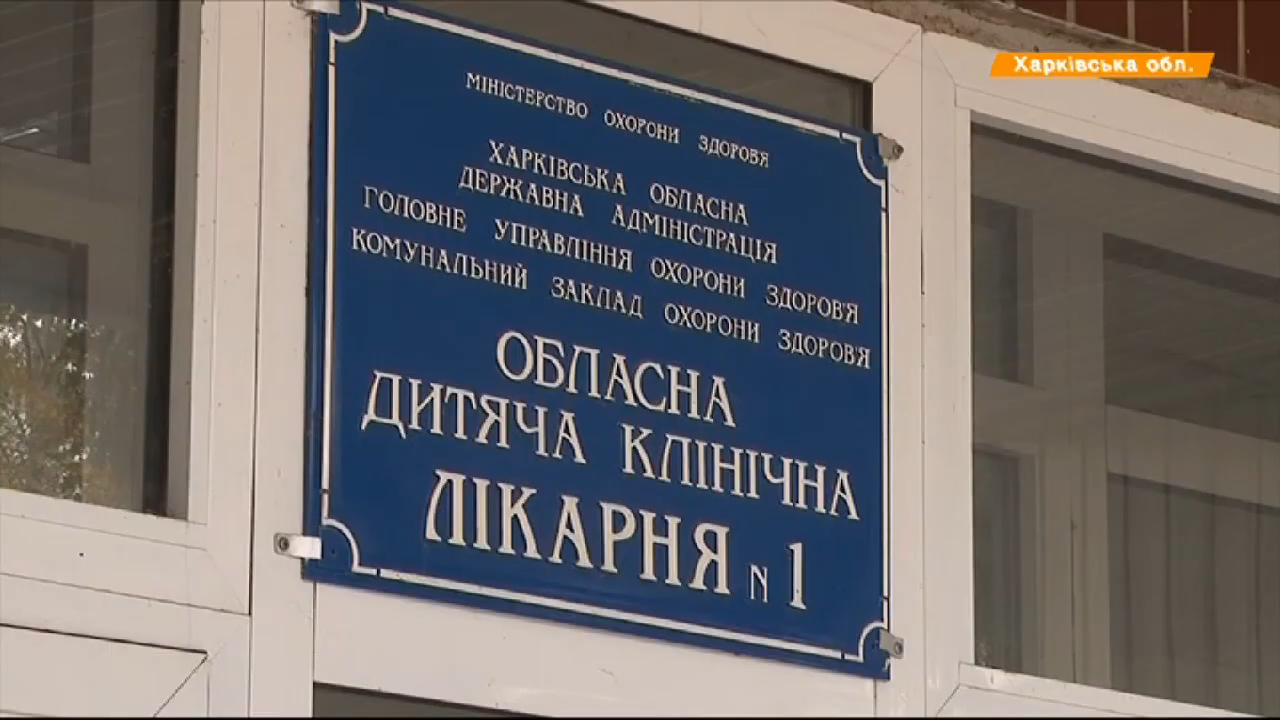 Харківська обл.
МІНІСТЕРСТВО ОХОРОНИ ЗДОРОВЯ
ХАРКІВСЬКА ОБЛАСНА
ДЕРЖАВНА АДМІНІСТРАЦІЯ
ГОЛОВНЕ УПРАВЛІННЯ ОХОРОНИ ЗДОРОВ'Я
КОМУНАЛЬНИЙ ЗАКЛАД ОХОРОНИ ЗДОРОВ'Я
ОБЛАСНА
ДИТЯЧА КЛІНІЧНА
ЛІКАРНЯ N 1